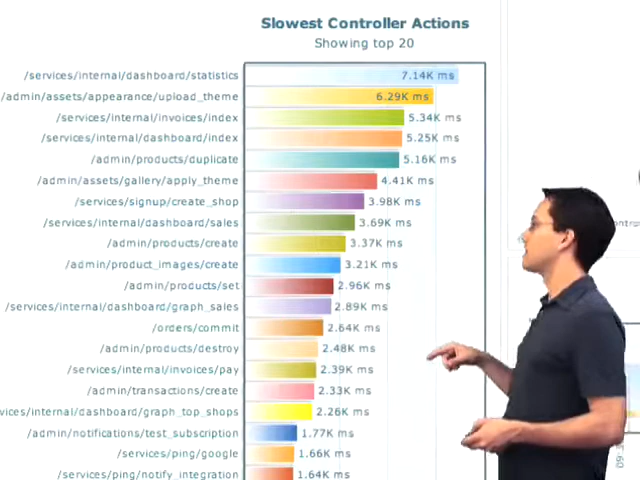 Slowest Controller Actions
Showing top 20
/services/internal/dashboard/statistics 7.14K ms
/admin/assets/appearance/upload_theme 6.29K ms
/services/internal/invoices/index 5.34K ms
/services/internal/dashboard/index 5.25K ms
/admin/products/duplicate 5.16K ms
/admin/assets/gallery/apply_theme 4.41K ms
/services/signup/create_shop 3.98K ms
/services/internal/dashboard/sales 3.69K ms
/admin/products/create 3.37K ms
/admin/product_images/create 3.21K ms
/admin/products/set 2.96K ms
/services/internal/dashboard/graph_sales 2.89K ms
/orders/commit 2.64K ms
/admin/products/destroy 2.48K ms
/services/internal/invoices/pay 2.39K ms
/admin/transactions/create 2.33K ms
vices/internal/dashboard/graph_top_shops 2.26K ms
/admin/notifications/test_subscription 1.77K ms
/services/ping/google 1.66K ms
/services/ping/notify_integration 1.64K ms